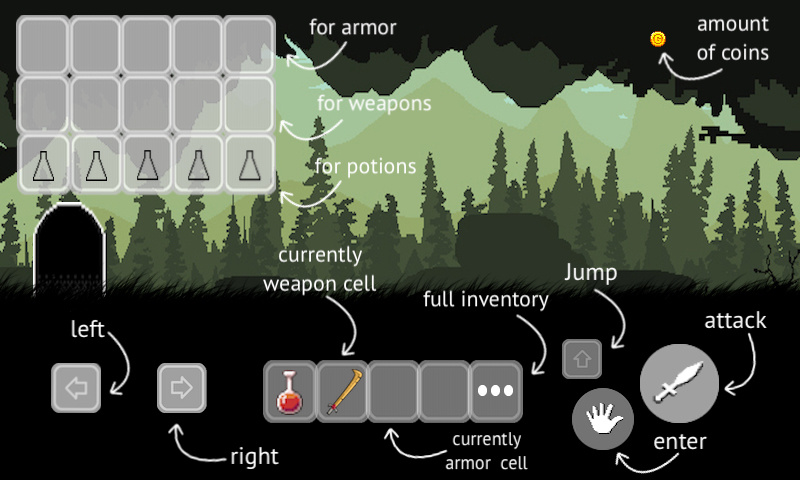 for armor
amount
of coins
for weapons
for potions
currently
weapon cell
full inventory
Jump
left
attack
right
currently
armor cell
enter